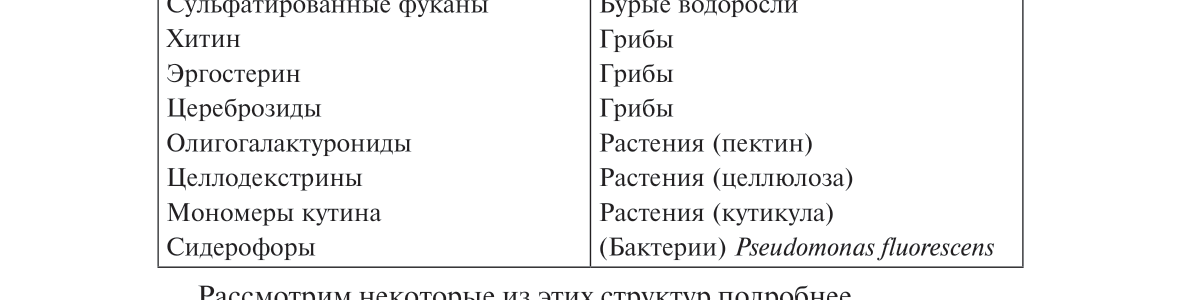 Сульфатированные фуканы Бурые водоросли
Хитин Грибы
Эргостерин Грибы
Цереброзиды Грибы
Олигогалактурониды Растения (пектин)
Целлодекстрины Растения (целлюлоза)
Мономеры кутина Растения (кутикула)
Сидерофоры (Бактерии) Pseudomonas fluorescens
Рассмотрим некоторые из этих структур подробнее